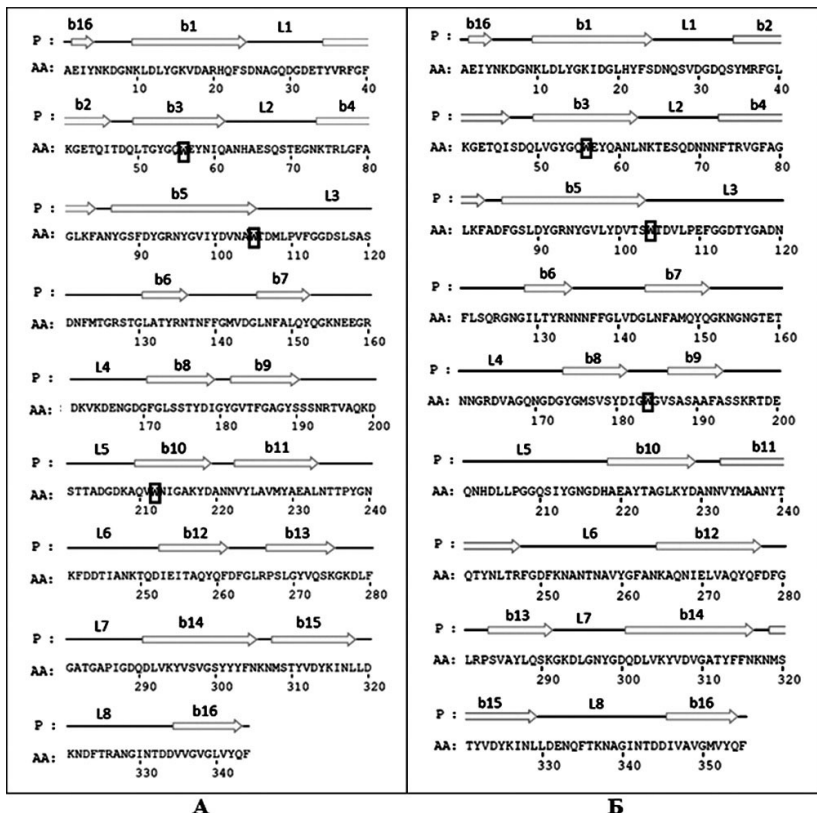 b16 b1 L1
P :
AA: AEIYNKDGNKLDLYGKVDARHQFSDNAGQDGDETYVRFGF
10 20 30 40
b2 b3 L2 b4
P :
AA: KGETQITDQLTGYGQWEYNIQANHAESQSTEGNKTRLGFA
50 60 70 80
b5 L3
P :
AA: GLKFANYGSFDYGRNYGVIYDVNAWTDMLPVFGGDSLSAS
90 100 110 120
b6 b7
P :
AA: DNFMTGRSTGLATYRNTNFFGMVDGLNFALQYQGKNEEGR
130 140 150 160
L4 b8 b9
P :
AA: DKVKDENGDGFGLSSTYDIGYGVTFGAGYSSSNRTVAQKD
170 180 190 200
L5 b10 b11
P :
AA: STTADGDKAQVWNIGAKYDANNVYLAVMYAEALNTTPYGN
210 220 230 240
L6 b12 b13
P :
AA: KFDDTIANKTQDIEITAQYQFDFGLRPSLGYVQSKGKDLF
250 260 270 280
L7 b14 b15
P :
AA: GATGAPIGDQDLVKYVSVGSYYYFNKNMSTYVDYKINLLD
290 300 310 320
L8 b16
P :
AA: KNDFTRANGINTDDVVGVGLVYQF
330 340
А
b16 b1 L1 b2
P :
AA: AEIYNKDGNKLDLYGKIDGLHYFSDNQSVDGDQSYMRFGL
10 20 30 40
b3 L2 b4
P :
AA: KGETQISDQLVGYGQWEYQANLNKTESQDNNNFTRVGFAG
50 60 70 80
b5 L3
P :
AA: LKFADFGSLDYGRNYGVLYDVTSWTDVLPEFGGDTYGADN
90 100 110 120
b6 b7
P :
AA: FLSQRGNGILTYRNNNFFGLVDGLNFAMQYQGKNGNGTET
130 140 150 160
L4 b8 b9
P :
AA: NNGRDVAGQNGDGYGMSVSYDIGWGVSASAAFASSKRTDE
170 180 190 200
L5 b10 b11
P :
AA: QNHDLLPGGQSIYGNGDHAEAYTAGLKYDANNVYMAANYT
210 220 230 240
L6 b12
P :
AA: QTYNLTRFGDFKNANTNAVYGFANKAQNIELVAQYQFDFG
250 260 270 280
b13 L7 b14
P :
AA: LRPSVAYLQSKGKDLGNYGDQDLVKYVDVGATYFFNKNMS
290 300 310 320
b15 L8 b16
P :
AA: TYVDYKINLLDENQFTKNAGINTDDIVAVGMVYQF
330 340 350
Б